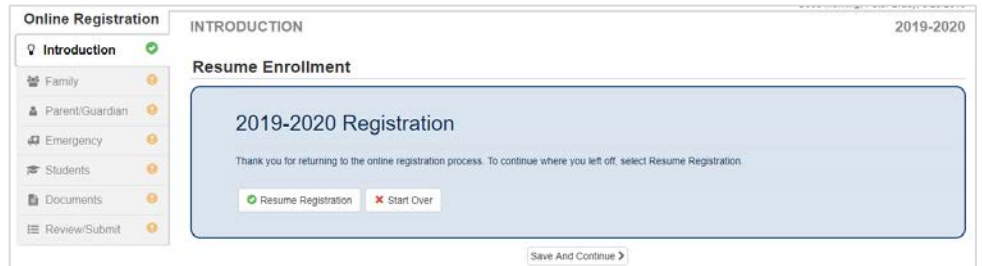 Online Registration
Introduction
Family
Parent/Guardian
Emergency
Students
Documents
Review/Submit
INTRODUCTION
2019-2020
Resume Enrollment
2019-2020 Registration
Thank you for returning to the online registration process. To continue where you left off, select Resume Registration.
Resume Registration
Start Over
Save And Continue